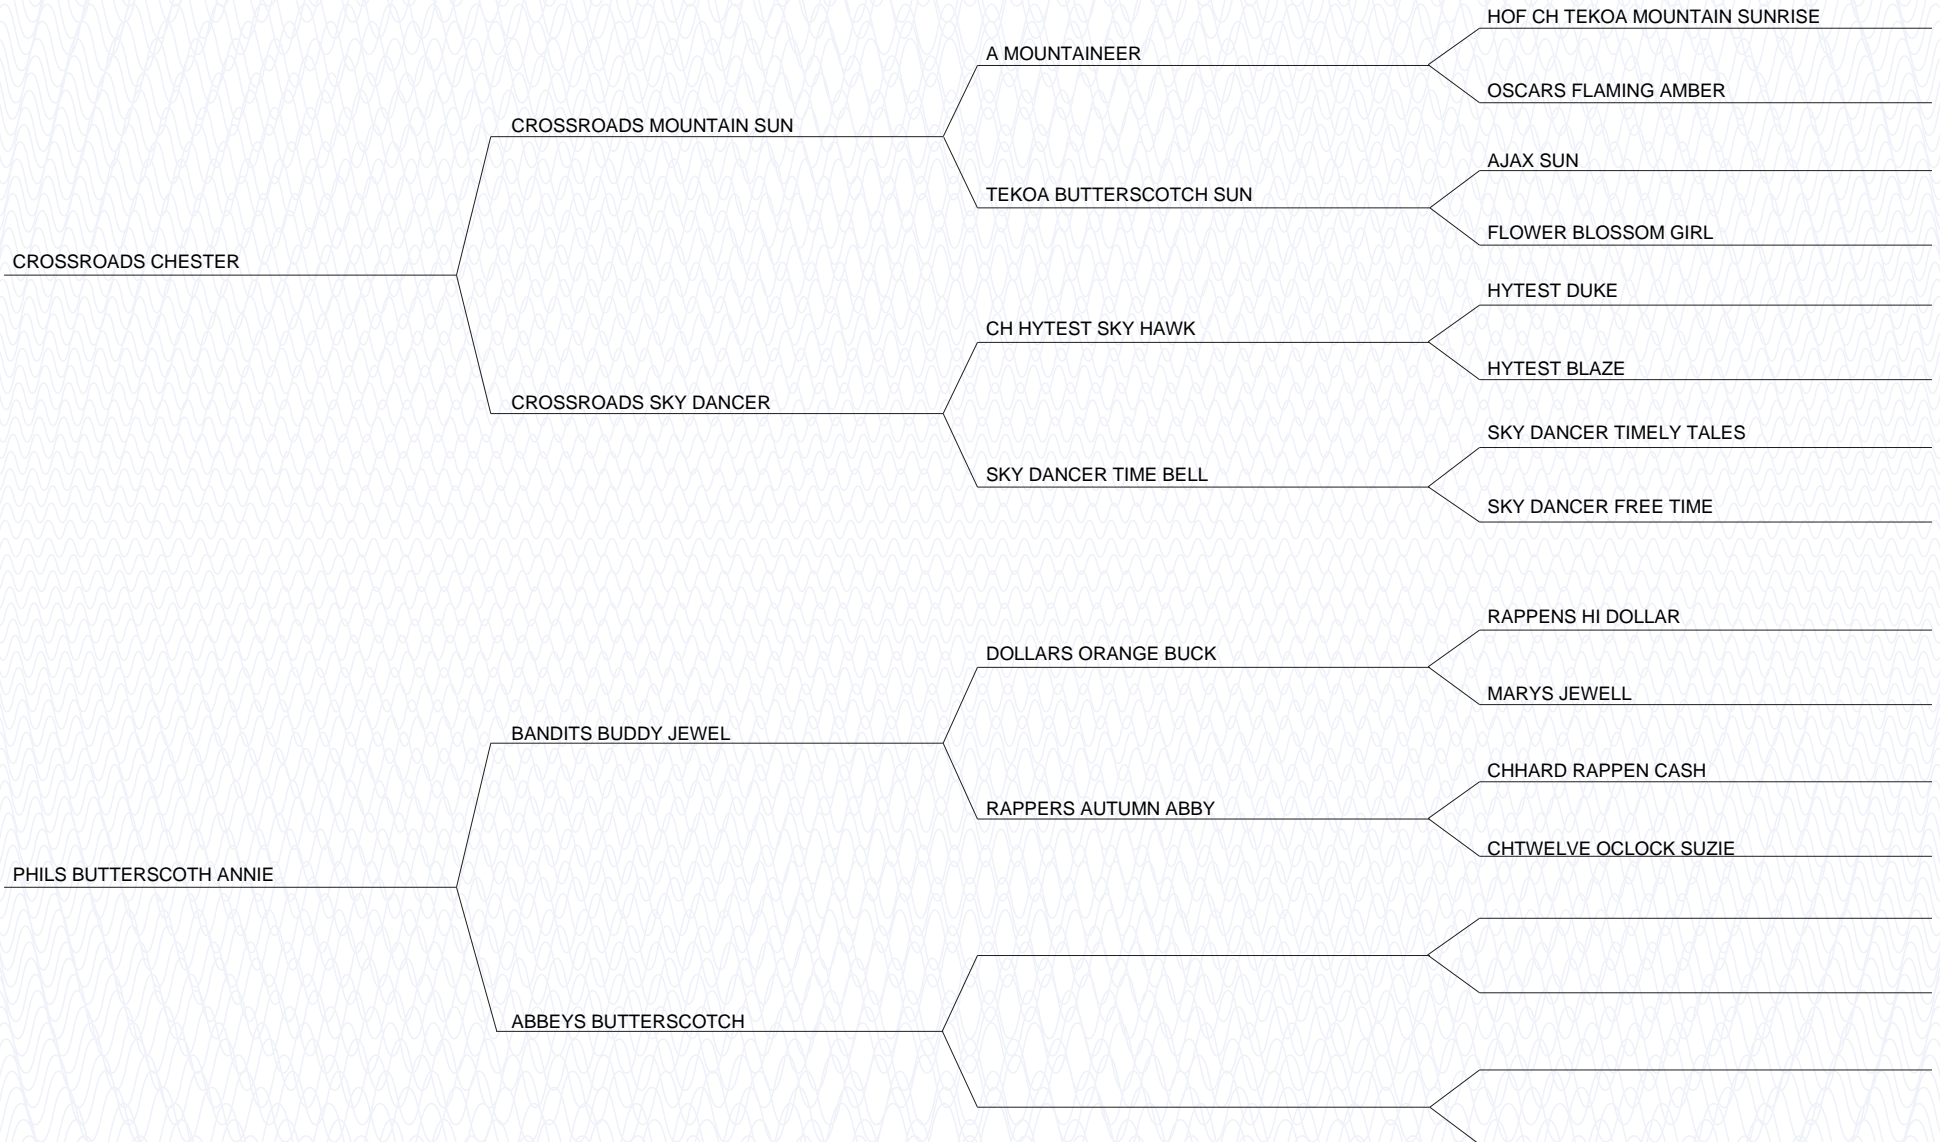 HOF CH TEKOA MOUNTAIN SUNRISE
A MOUNTAINEER
OSCARS FLAMING AMBER
CROSSROADS MOUNTAIN SUN
AJAX SUN
TEKOA BUTTERSCOTCH SUN
FLOWER BLOSSOM GIRL
CROSSROADS CHESTER
HYTEST DUKE
CH HYTEST SKY HAWK
HYTEST BLAZE
CROSSROADS SKY DANCER
SKY DANCER TIMELY TALES
SKY DANCER TIME BELL
SKY DANCER FREE TIME
RAPPENS HI DOLLAR
DOLLARS ORANGE BUCK
MARYS JEWELL
BANDITS BUDDY JEWEL
CHHARD RAPPEN CASH
RAPPERS AUTUMN ABBY
CHTWELVE OCLOCK SUZIE
PHILS BUTTERSCOTH ANNIE
ABBEYS BUTTERSCOTCH